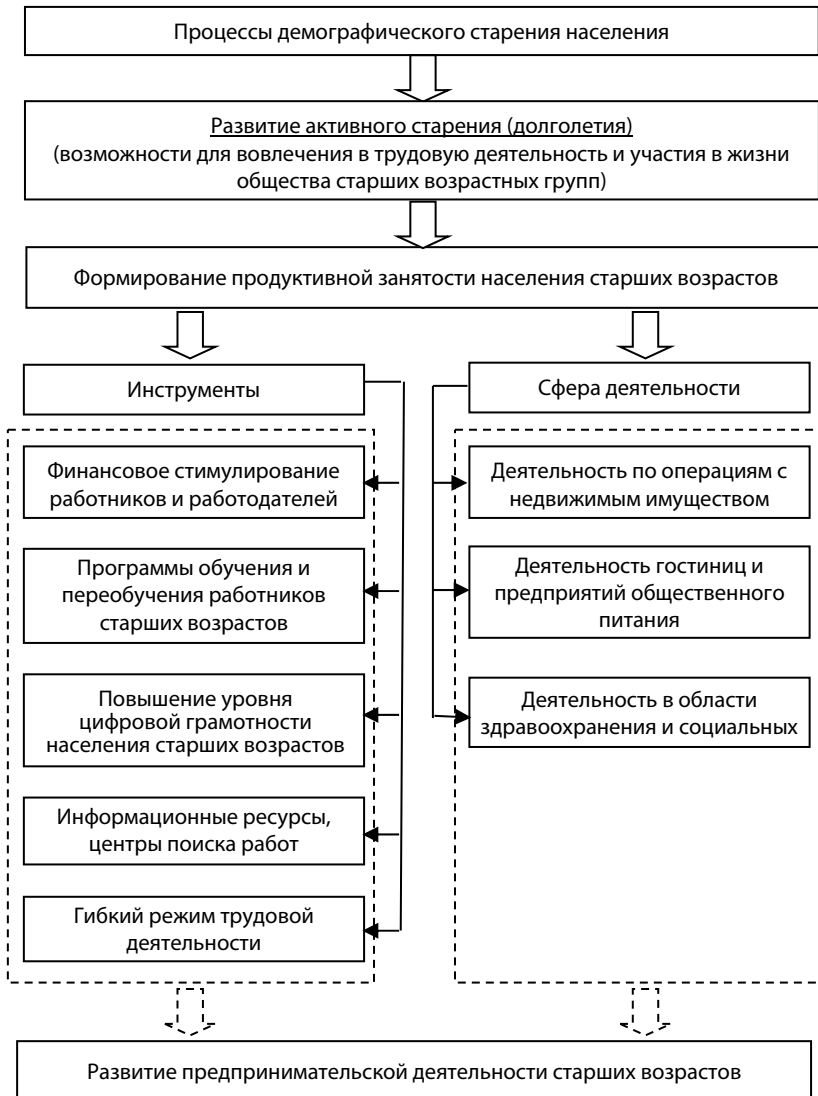 Процессы демографического старения населения
Развитие активного старения (долголетия)
(возможности для вовлечения в трудовую деятельность и участия в жизни
общества старших возрастных групп)
Формирование продуктивной занятости населения старших возрастов
Инструменты
Финансовое стимулирование
работников и работодателей
Программы обучения и
переобучения работников
старших возрастов
Повышение уровня
цифровой грамотности
населения старших возрастов
Информационные ресурсы,
центры поиска работ
Гибкий режим трудовой
деятельности
Сфера деятельности
Деятельность по операциям с
недвижимым имуществом
Деятельность гостиниц и
предприятий общественного
питания
Деятельность в области
здравоохранения и социальных
Развитие предпринимательской деятельности старших возрастов